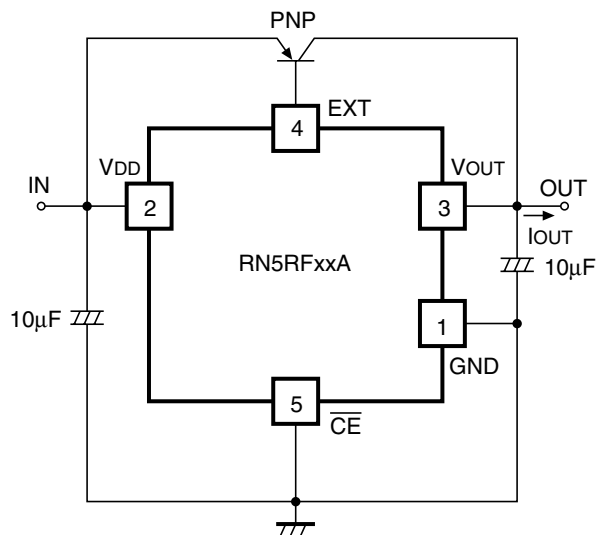 PNP
EXT
4
VDD
VOUT
IN
2
3
OUT
IOUT
RN5RFxxA
10μF
10μF
1
GND
5
CE